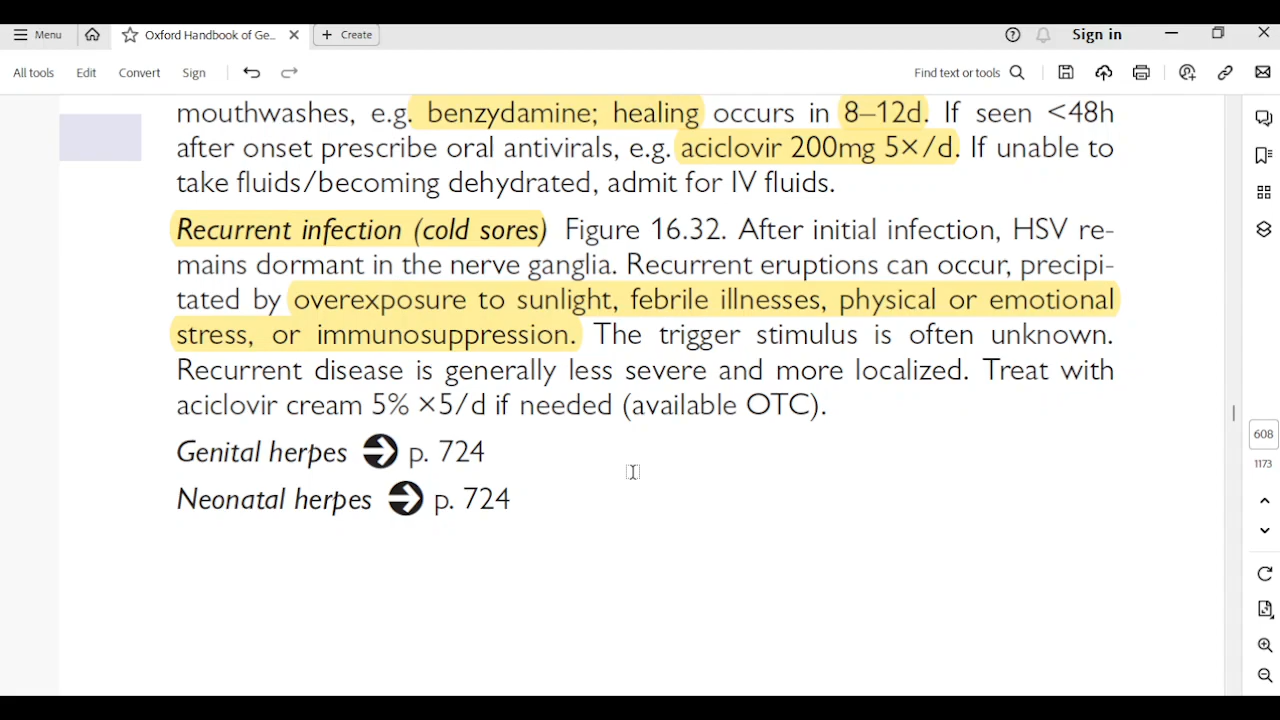 Menu
Oxford Handbook of Ge...
Create
Sign in
All tools Edit Convert Sign
Find text or tools
mouthwashes, e.g. benzydamine; healing occurs in 8–12d. If seen <48h
after onset prescribe oral antivirals, e.g. aciclovir 200mg 5×/d. If unable to
take fluids/becoming dehydrated, admit for IV fluids.
Recurrent infection (cold sores) Figure 16.32. After initial infection, HSV re-
mains dormant in the nerve ganglia. Recurrent eruptions can occur, precipi-
tated by overexposure to sunlight, febrile illnesses, physical or emotional
stress, or immunosuppression. The trigger stimulus is often unknown.
Recurrent disease is generally less severe and more localized. Treat with
aciclovir cream 5% ×5/d if needed (available OTC).
Genital herpes ➔ p. 724
Neonatal herpes ➔ p. 724
608
1173